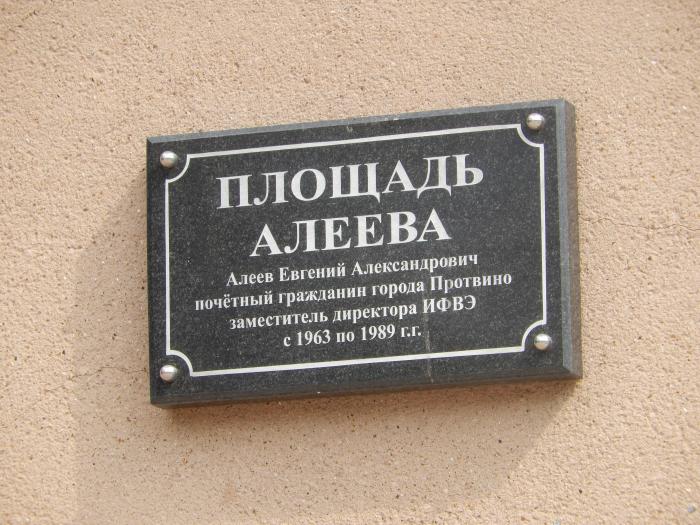 ПЛОЩАДЬ
АЛЕЕВА
Алеев Евгений Александрович
почётный гражданин города Протвино
заместитель директора ИФВЭ
с 1963 по 1989 г.г.